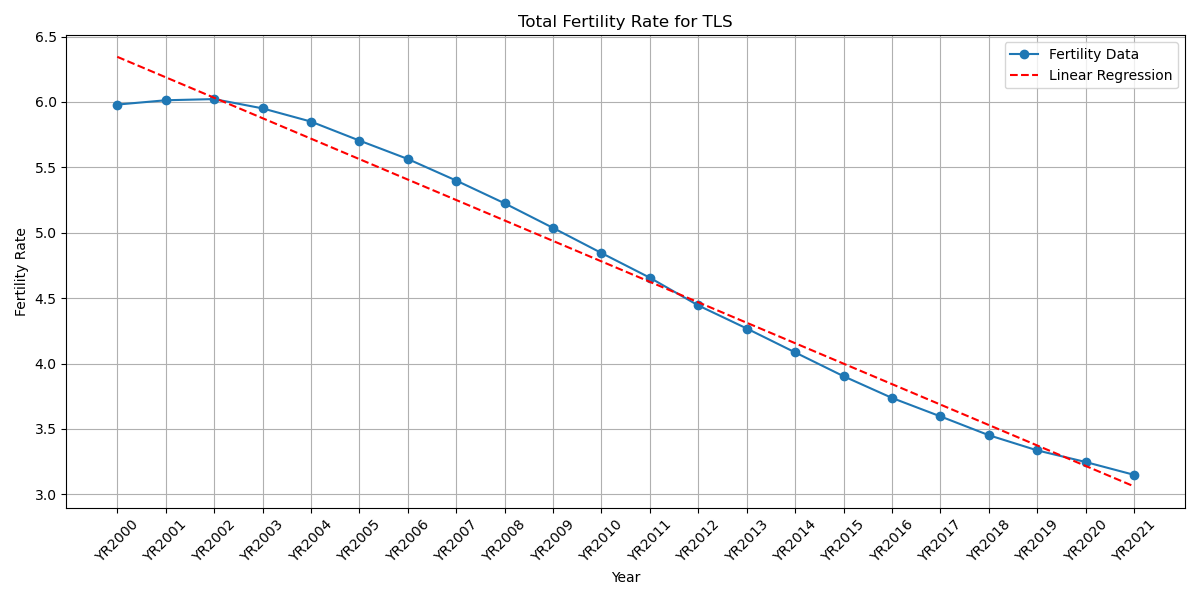 Total Fertility Rate for TLS
Fertility Data
Linear Regression
Fertility Rate
6.5
6.0
5.5
5.0
4.5
4.0
3.5
3.0
YR2000
YR2001
YR2002
YR2003
YR2004
YR2005
YR2006
YR2007
YR2008
YR2009
YR2010
YR2011
YR2012
YR2013
YR2014
YR2015
YR2016
YR2017
YR2018
YR2019
YR2020
YR2021
Year